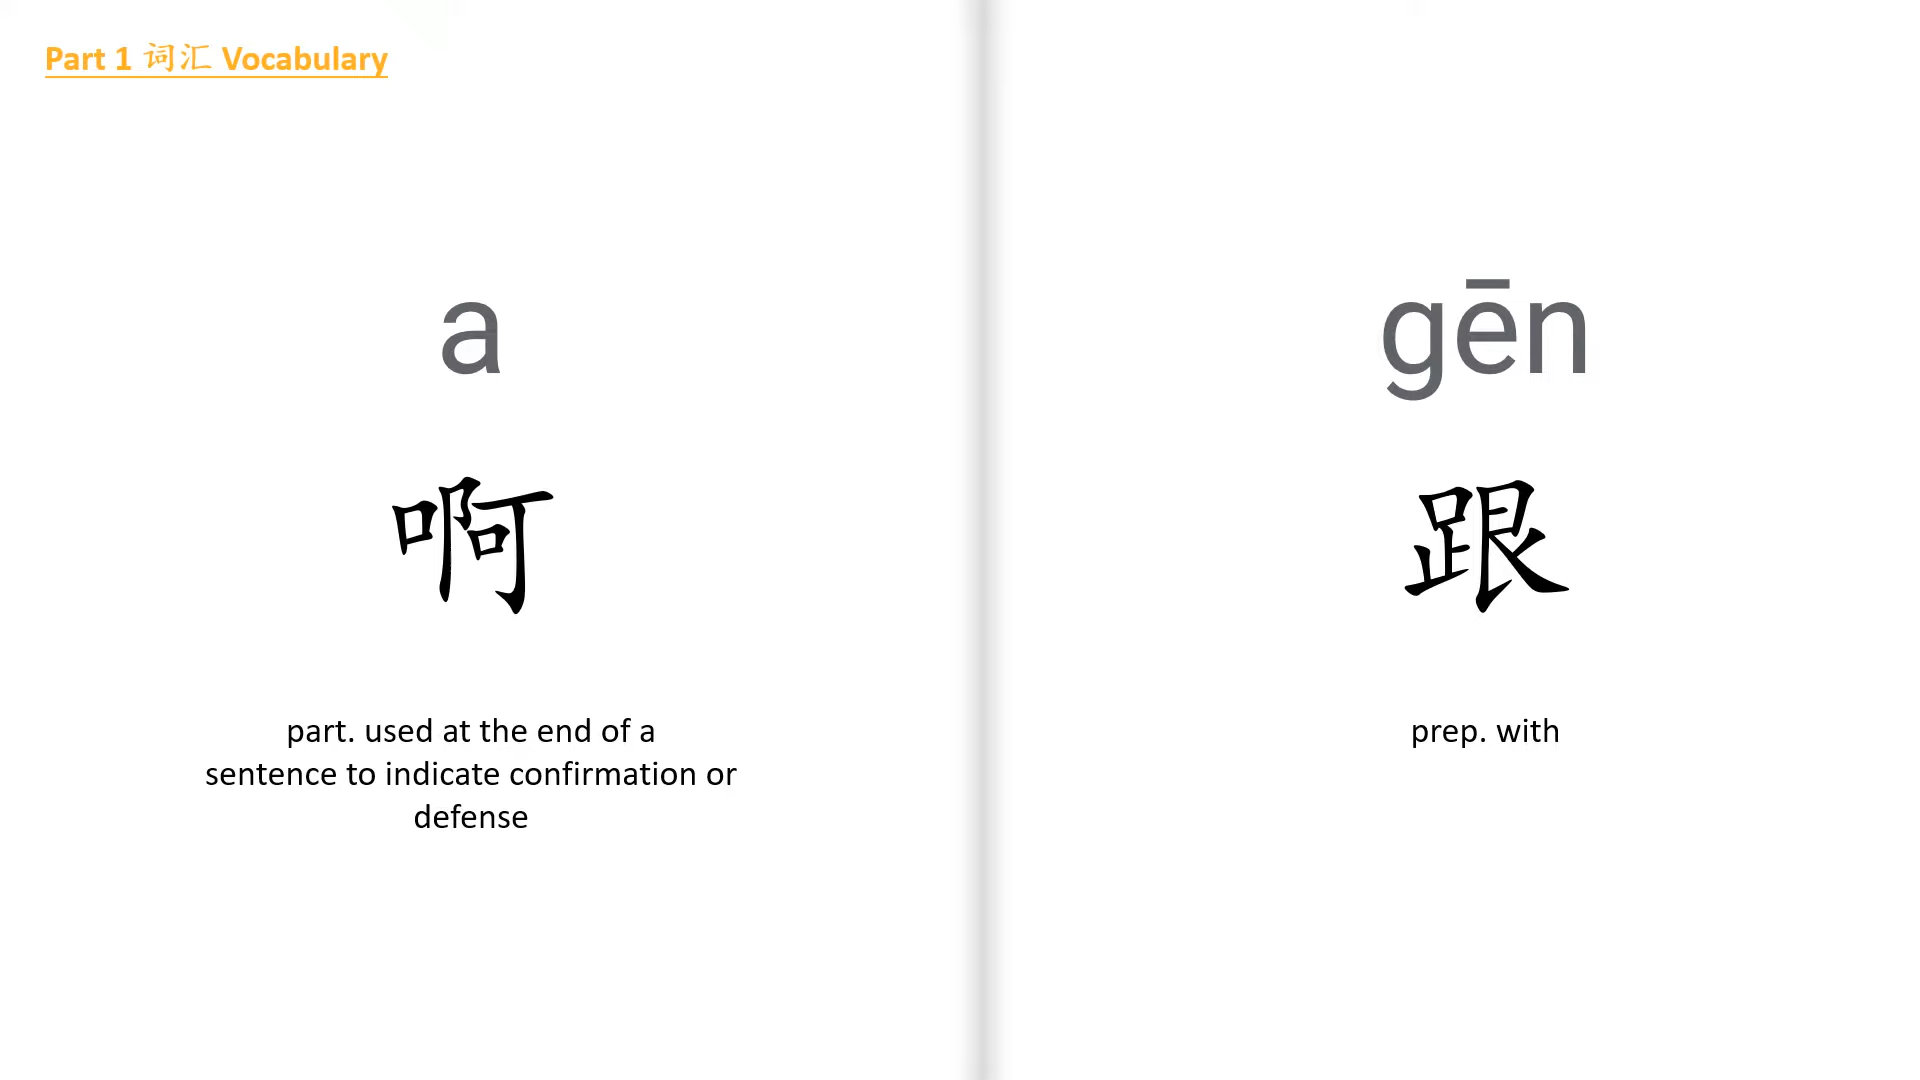 Part 1 词汇 Vocabulary
a
啊
part. used at the end of a
sentence to indicate confirmation or
defense
gēn
跟
prep. with